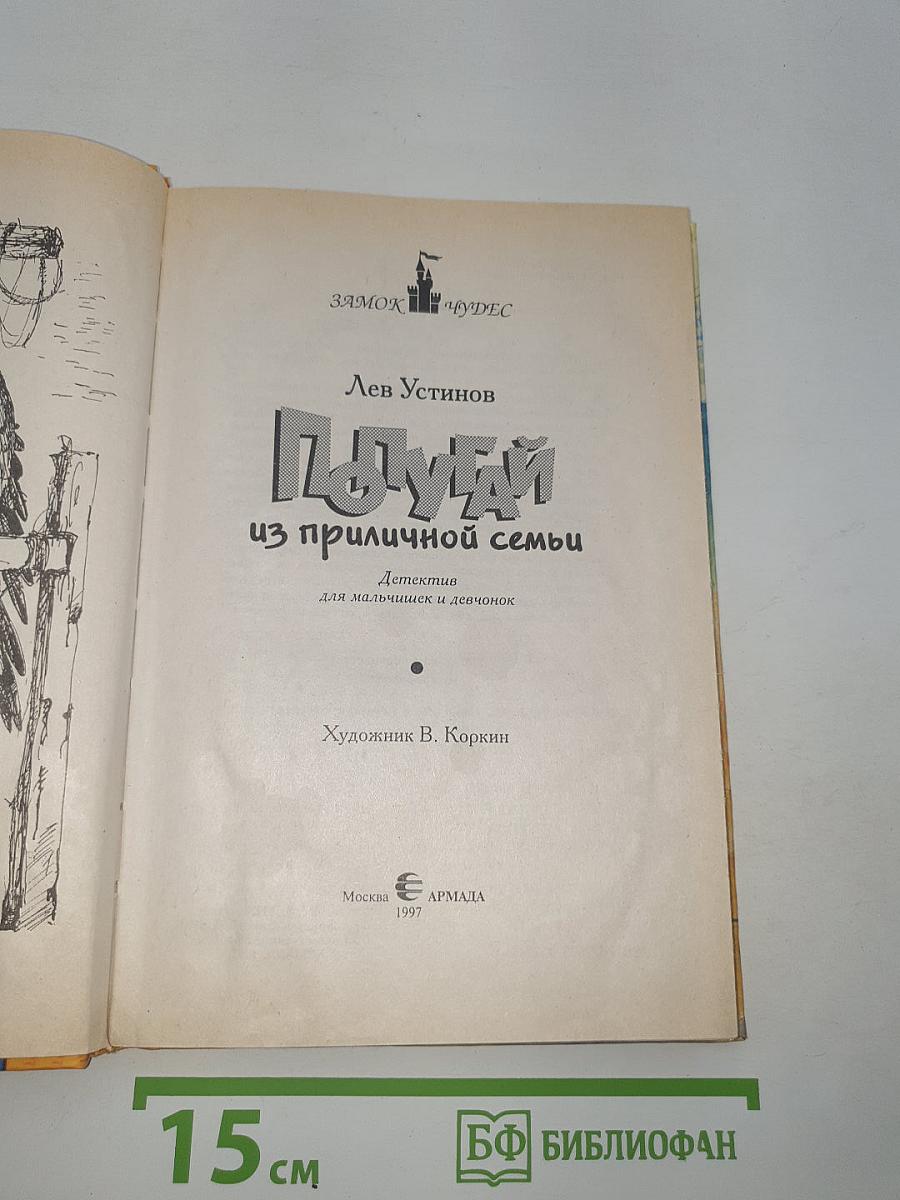 ЗАМОК ЧУДЕС
Лев Устинов
ПОПУГАЙ
из приличной семьи
Детектив
для мальчишек и девчонок
Художник В. Коркин
Москва АРМАДА
1997
15 см
БФ БИБЛИОФАН